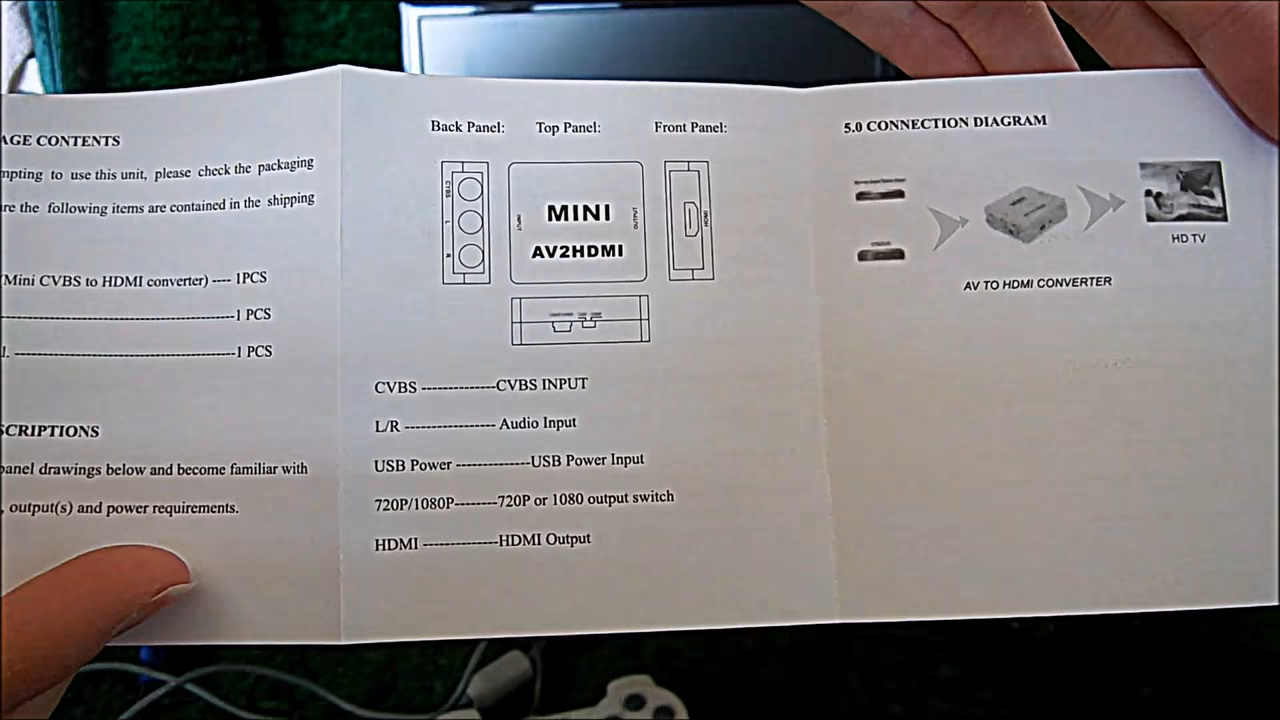 AGE CONTENTS
mpting to use this unit, please check the packaging
re the following items are contained in the shipping
(Mini CVBS to HDMI converter) ---- 1PCS
-----------------------------------------1 PCS
l. -----------------------------------------1 PCS
SCRIPTIONS
panel drawings below and become familiar with
, output(s) and power requirements.
Back Panel: Top Panel: Front Panel:
CVBS
L
R
INPUT
MINI
AV2HDMI
OUTPUT
HDMI
CVBS --------------CVBS INPUT
L/R ----------------- Audio Input
USB Power --------------USB Power Input
720P/1080P--------720P or 1080 output switch
HDMI --------------HDMI Output
5.0 CONNECTION DIAGRAM
HD TV
AV TO HDMI CONVERTER